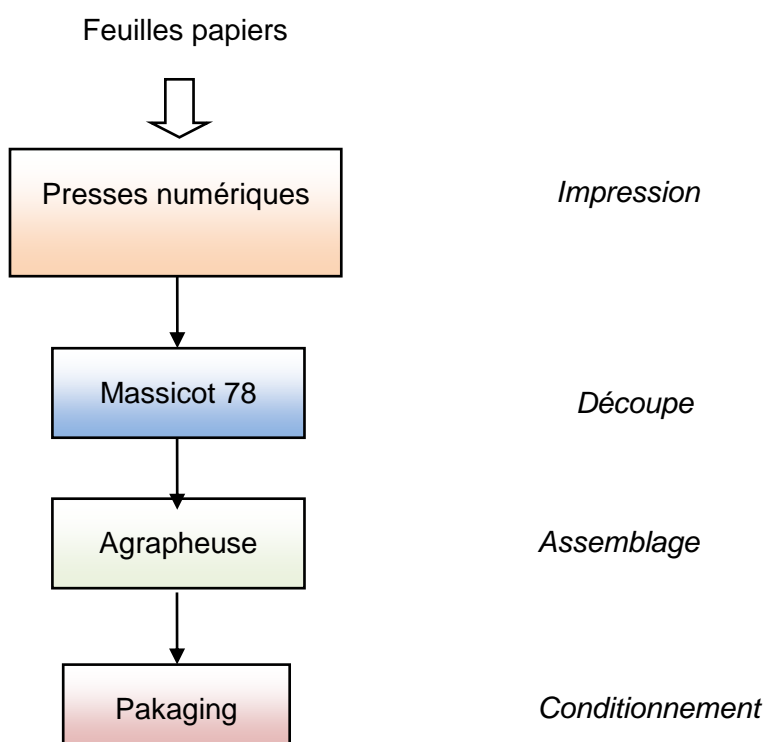 Feuilles papiers
Presses numériques
Impression
Massicot 78
Découpe
Agrapheuse
Assemblage
Pakaging
Conditionnement